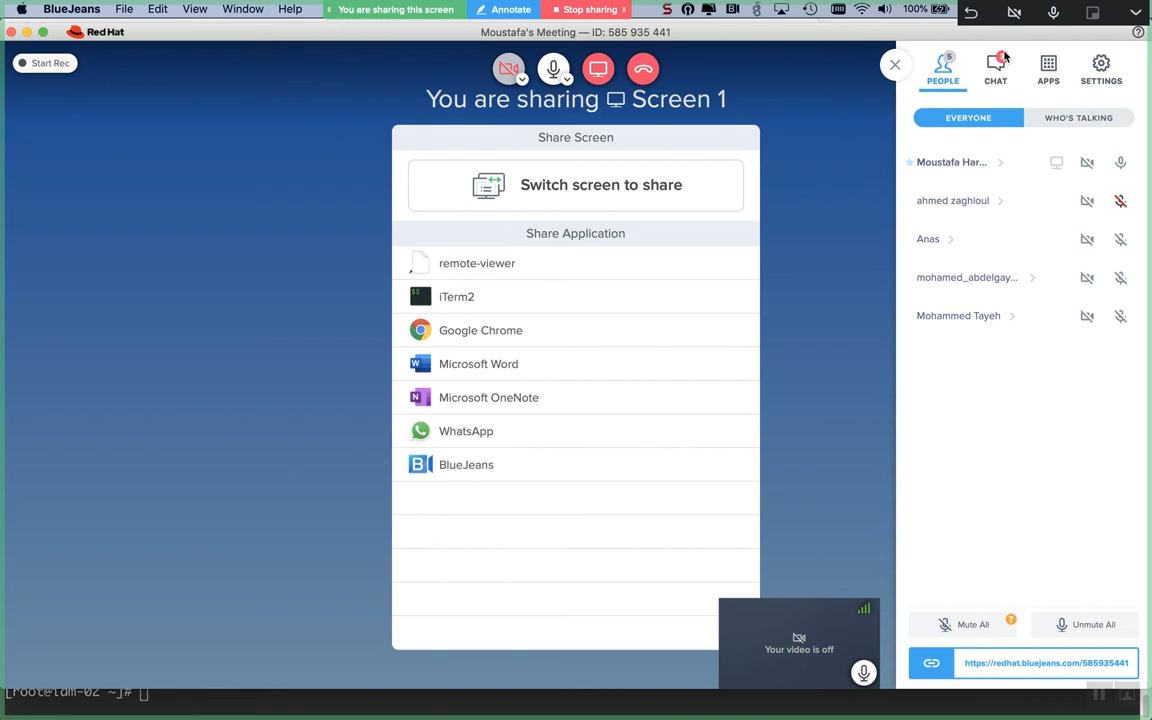 BlueJeans File Edit View Window Help
You are sharing this screen
Annotate
Stop sharing
100%
Red Hat
Moustafa's Meeting — ID: 585 935 441
Start Rec
You are sharing Screen 1
Share Screen
Switch screen to share
Share Application
remote-viewer
iTerm2
Google Chrome
Microsoft Word
Microsoft OneNote
WhatsApp
BlueJeans
Your video is off
5
PEOPLE
CHAT
APPS
SETTINGS
EVERYONE
WHO'S TALKING
Moustafa Har...
ahmed zaghloul
Anas
mohamed_abdelgay...
Mohammed Tayeh
Mute All
?
Unmute All
https://redhat.bluejeans.com/585935441
[root@idm-02 ~]#